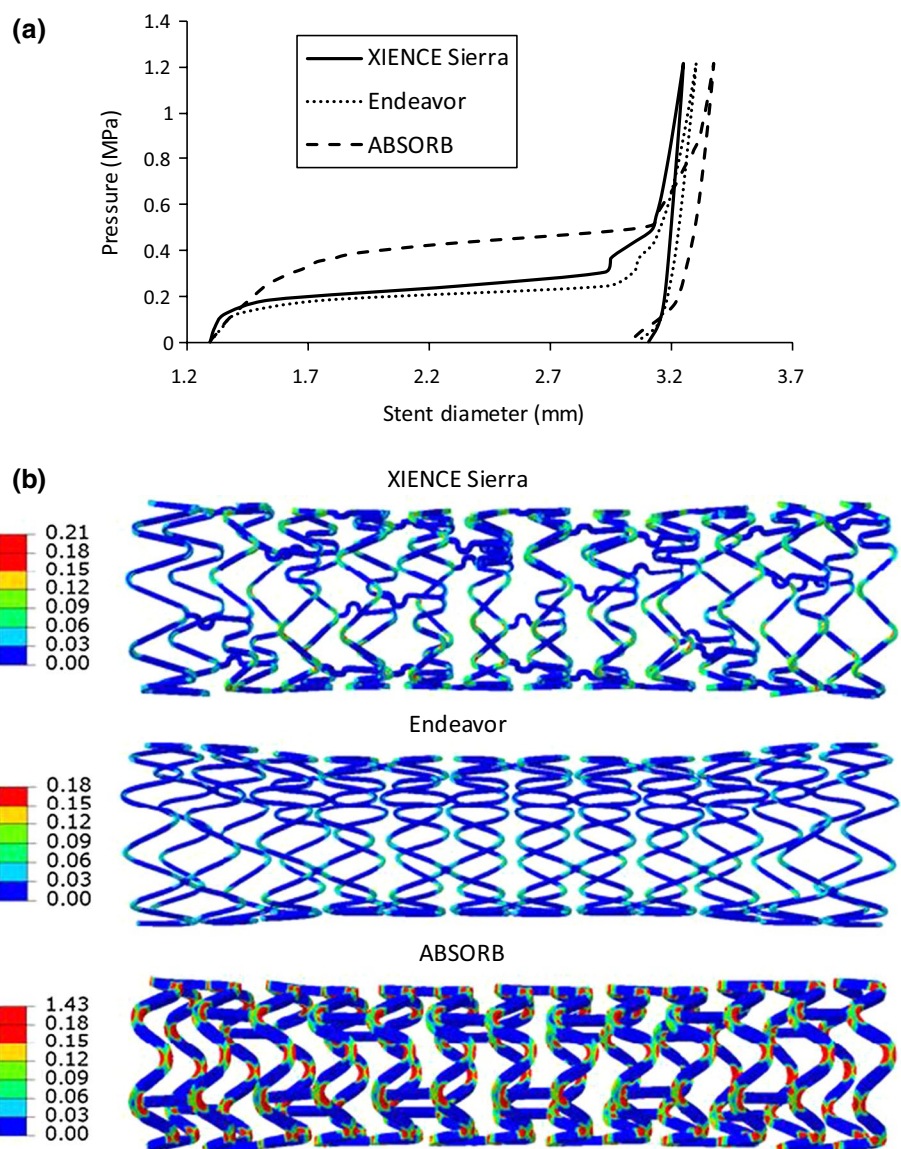 (a)
1.4
1.2
1
0.8
0.6
0.4
0.2
0
Pressure (MPa)
XIENCE Sierra
Endeavor
ABSORB
1.2 1.7 2.2 2.7 3.2 3.7
Stent diameter (mm)
(b)
XIENCE Sierra
0.21
0.18
0.15
0.12
0.09
0.06
0.03
0.00
Endeavor
0.18
0.15
0.12
0.09
0.06
0.03
0.00
ABSORB
1.43
0.18
0.15
0.12
0.09
0.06
0.03
0.00